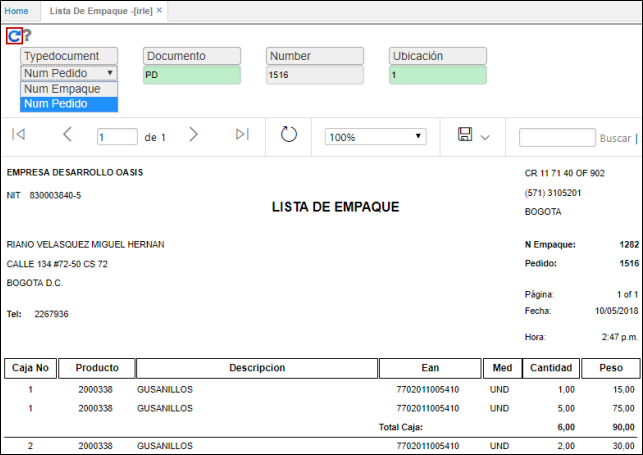 Home Lista De Empaque -[irle] ×
?
Typedocument Documento Number Ubicación
Num Pedido PD 1516 1
Num Empaque
Num Pedido
1 de 1 100% Buscar |
EMPRESA DESARROLLO OASIS CR 11 71 40 OF 902
NIT 830003840-5 (571) 3105201
LISTA DE EMPAQUE
BOGOTA
RIANO VELASQUEZ MIGUEL HERNAN N Empaque: 1282
CALLE 134 #72-50 CS 72 Pedido: 1516
BOGOTA D.C.
Página: 1 of 1
Tel: 2267936 Fecha: 10/05/2018
Hora: 2:47 p.m.
Caja No Producto Descripcion Ean Med Cantidad Peso
1 2000338 GUSANILLOS 7702011005410 UND 1,00 15,00
1 2000338 GUSANILLOS 7702011005410 UND 5,00 75,00
Total Caja: 6,00 90,00
2 2000338 GUSANILLOS 7702011005410 UND 2,00 30,00